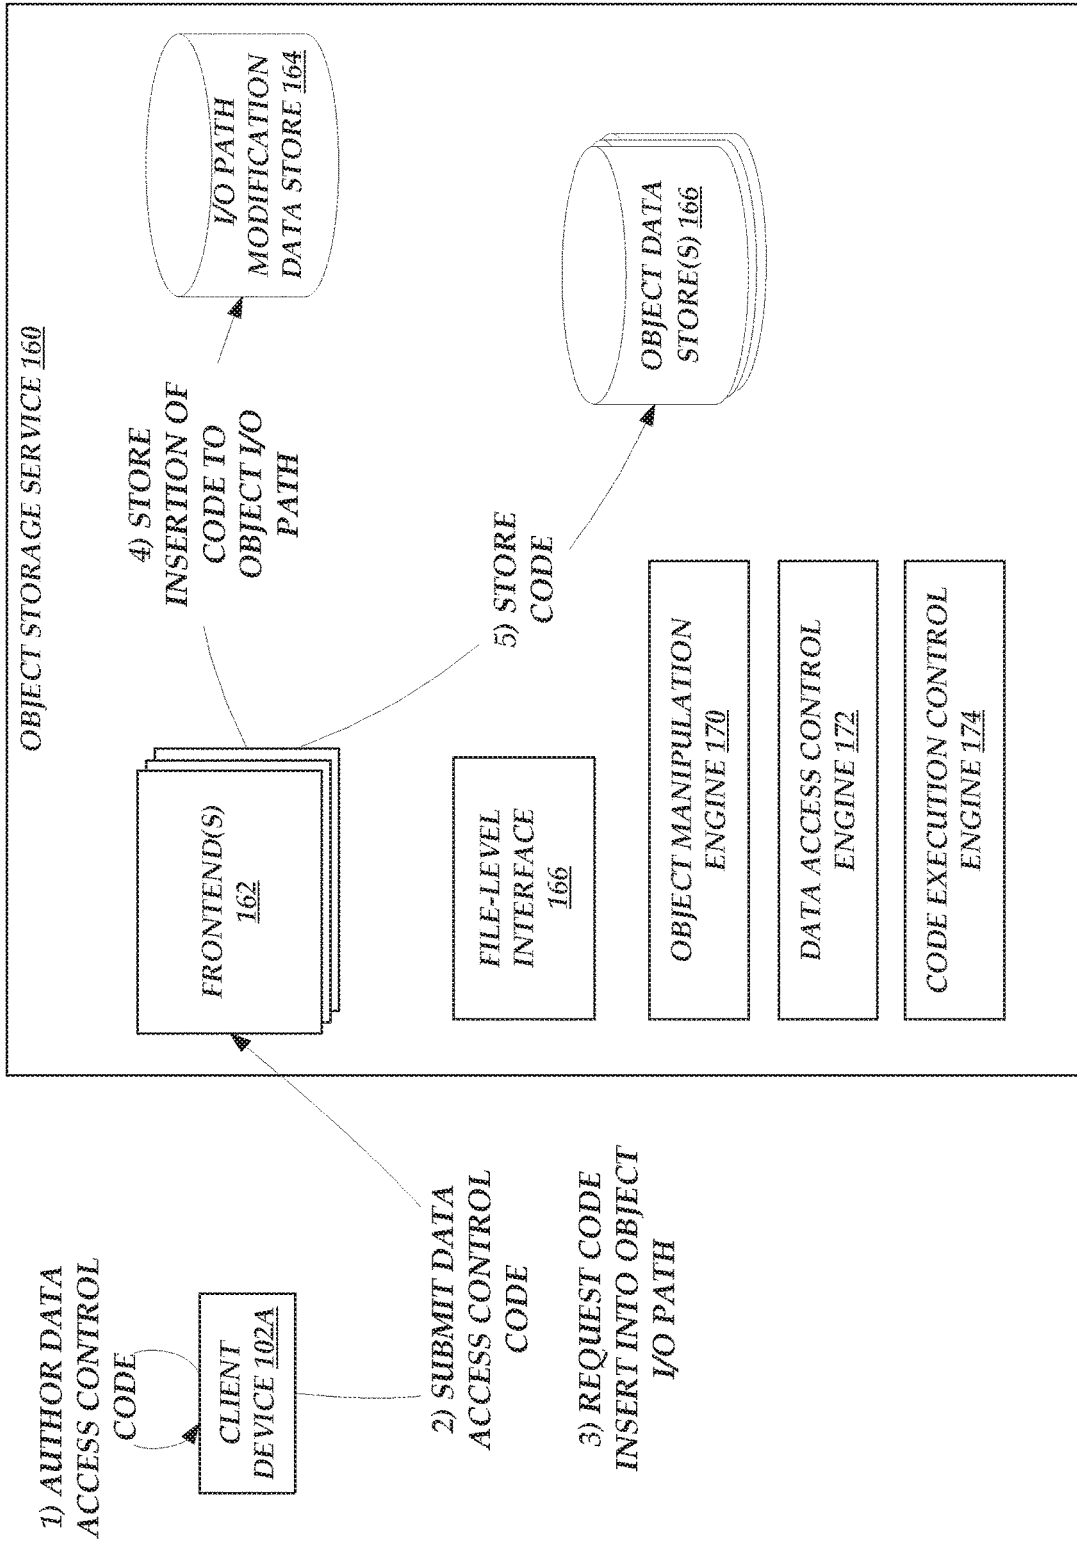 OBJECT STORAGE SERVICE 160
1) AUTHOR DATA
ACCESS CONTROL
CODE
CLIENT
DEVICE 102A
2) SUBMIT DATA
ACCESS CONTROL
CODE
3) REQUEST CODE
INSERT INTO OBJECT
I/O PATH
FRONTEND(S)
162
4) STORE
INSERTION OF
CODE TO
OBJECT I/O
PATH
I/O PATH
MODIFICATION
DATA STORE 164
5) STORE
CODE
OBJECT DATA
STORE(S) 166
FILE-LEVEL
INTERFACE
166
OBJECT MANIPULATION
ENGINE 170
DATA ACCESS CONTROL
ENGINE 172
CODE EXECUTION CONTROL
ENGINE 174